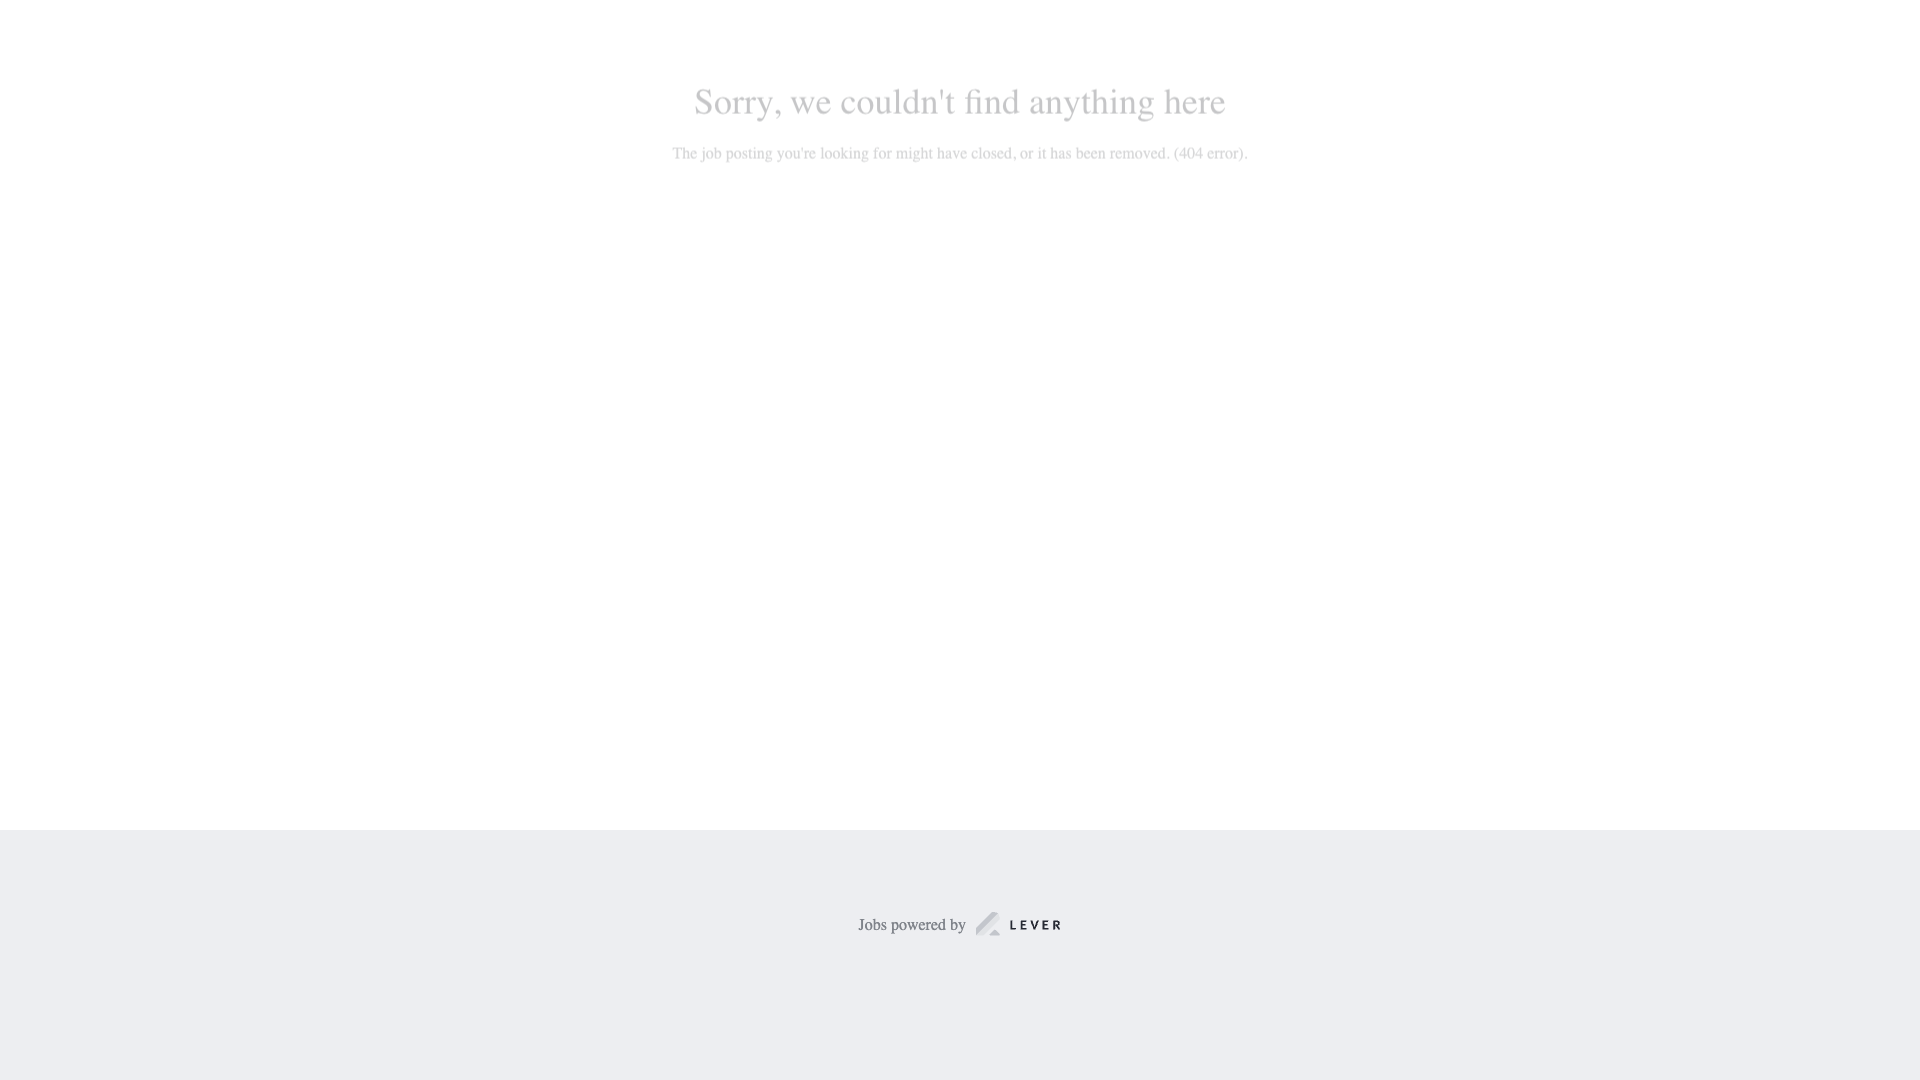 Sorry, we couldn't find anything here
The job posting you're looking for might have closed, or it has been removed. (404 error).
Jobs powered by LEVER